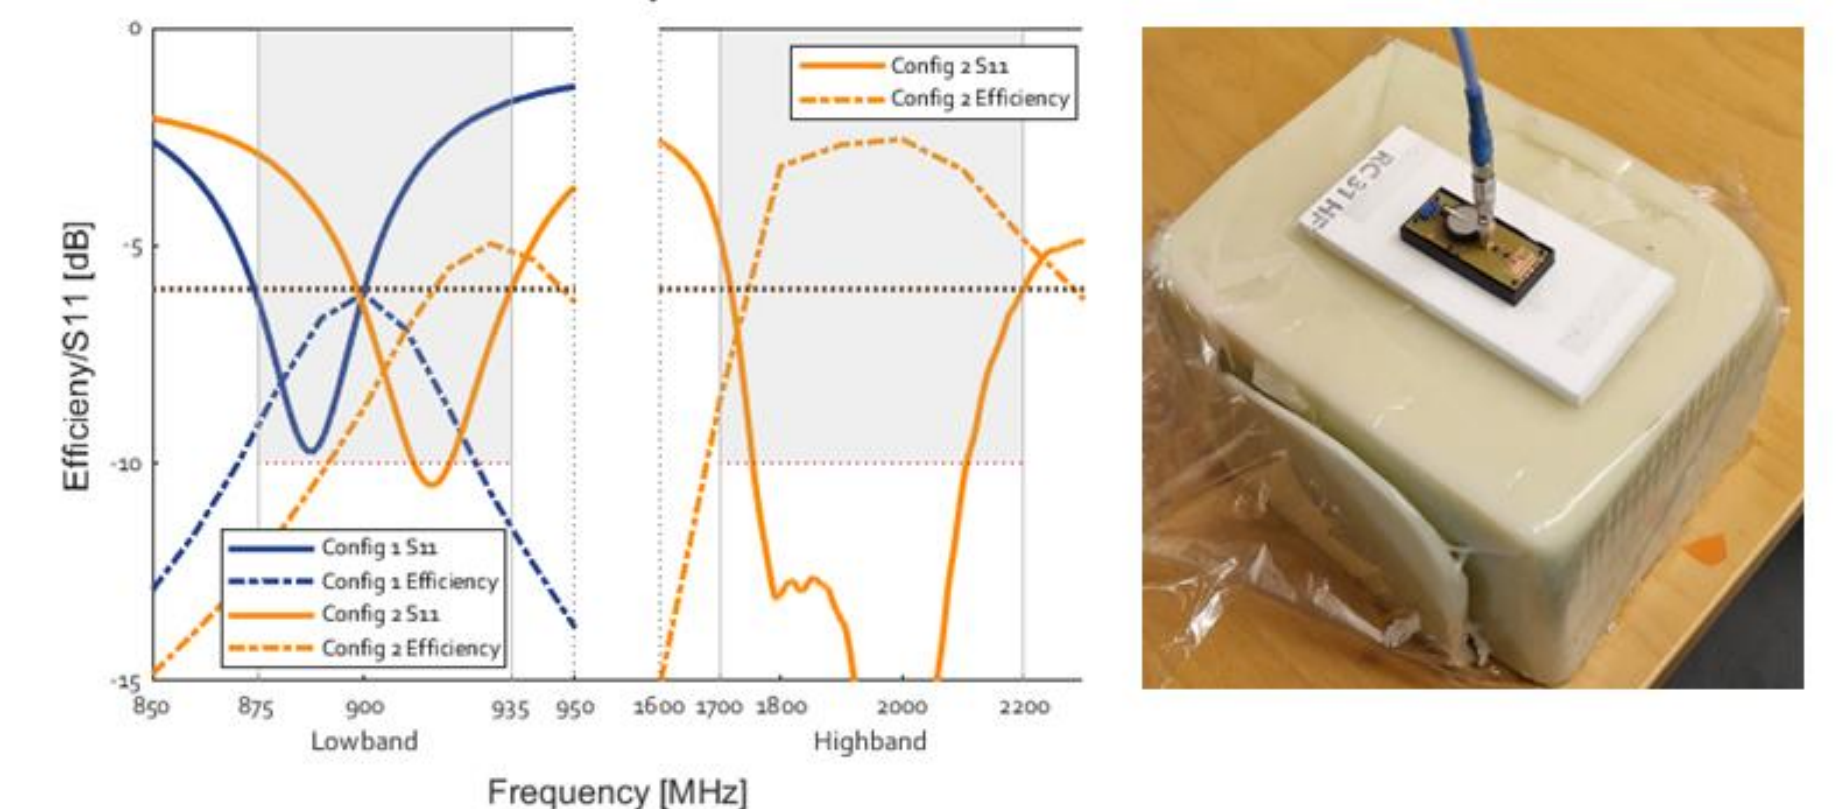 Efficieny/S11 [dB]
0
-5
-10
-15
Config 1 S11
Config 1 Efficiency
Config 2 S11
Config 2 Efficiency
850 875 900 935 950
Lowband
Config 2 S11
Config 2 Efficiency
1600 1700 1800 2000 2200
Highband
Frequency [MHz]
RC31 HF